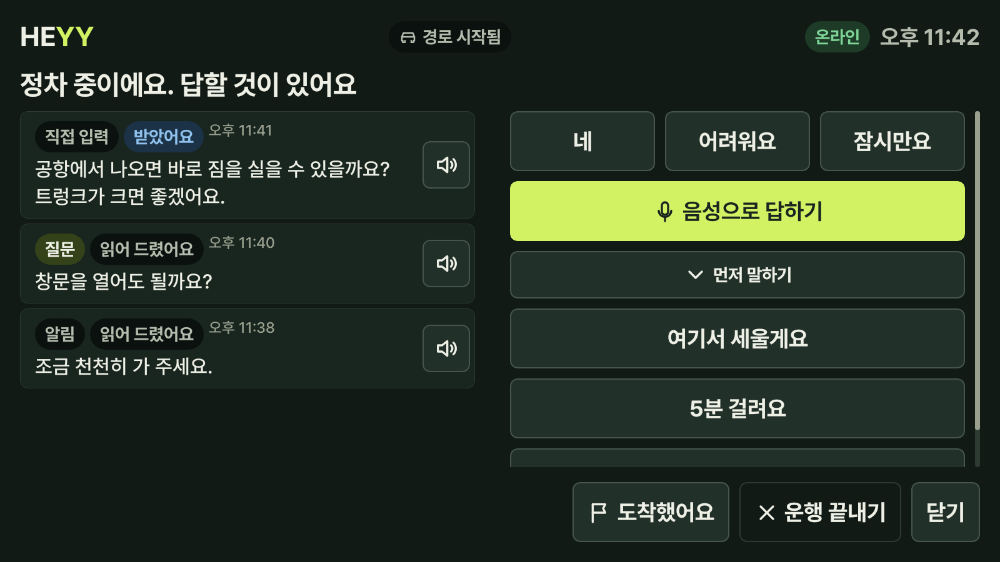 HEYY
경로 시작됨
온라인 오후 11:42
정차 중이에요. 답할 것이 있어요
직접 입력 받았어요 오후 11:41
공항에서 나오면 바로 짐을 실을 수 있을까요?
트렁크가 크면 좋겠어요.
질문 읽어 드렸어요 오후 11:40
창문을 열어도 될까요?
알림 읽어 드렸어요 오후 11:38
조금 천천히 가 주세요.
네 어려워요 잠시만요
음성으로 답하기
먼저 말하기
여기서 세울게요
5분 걸려요
도착했어요 운행 끝내기 닫기